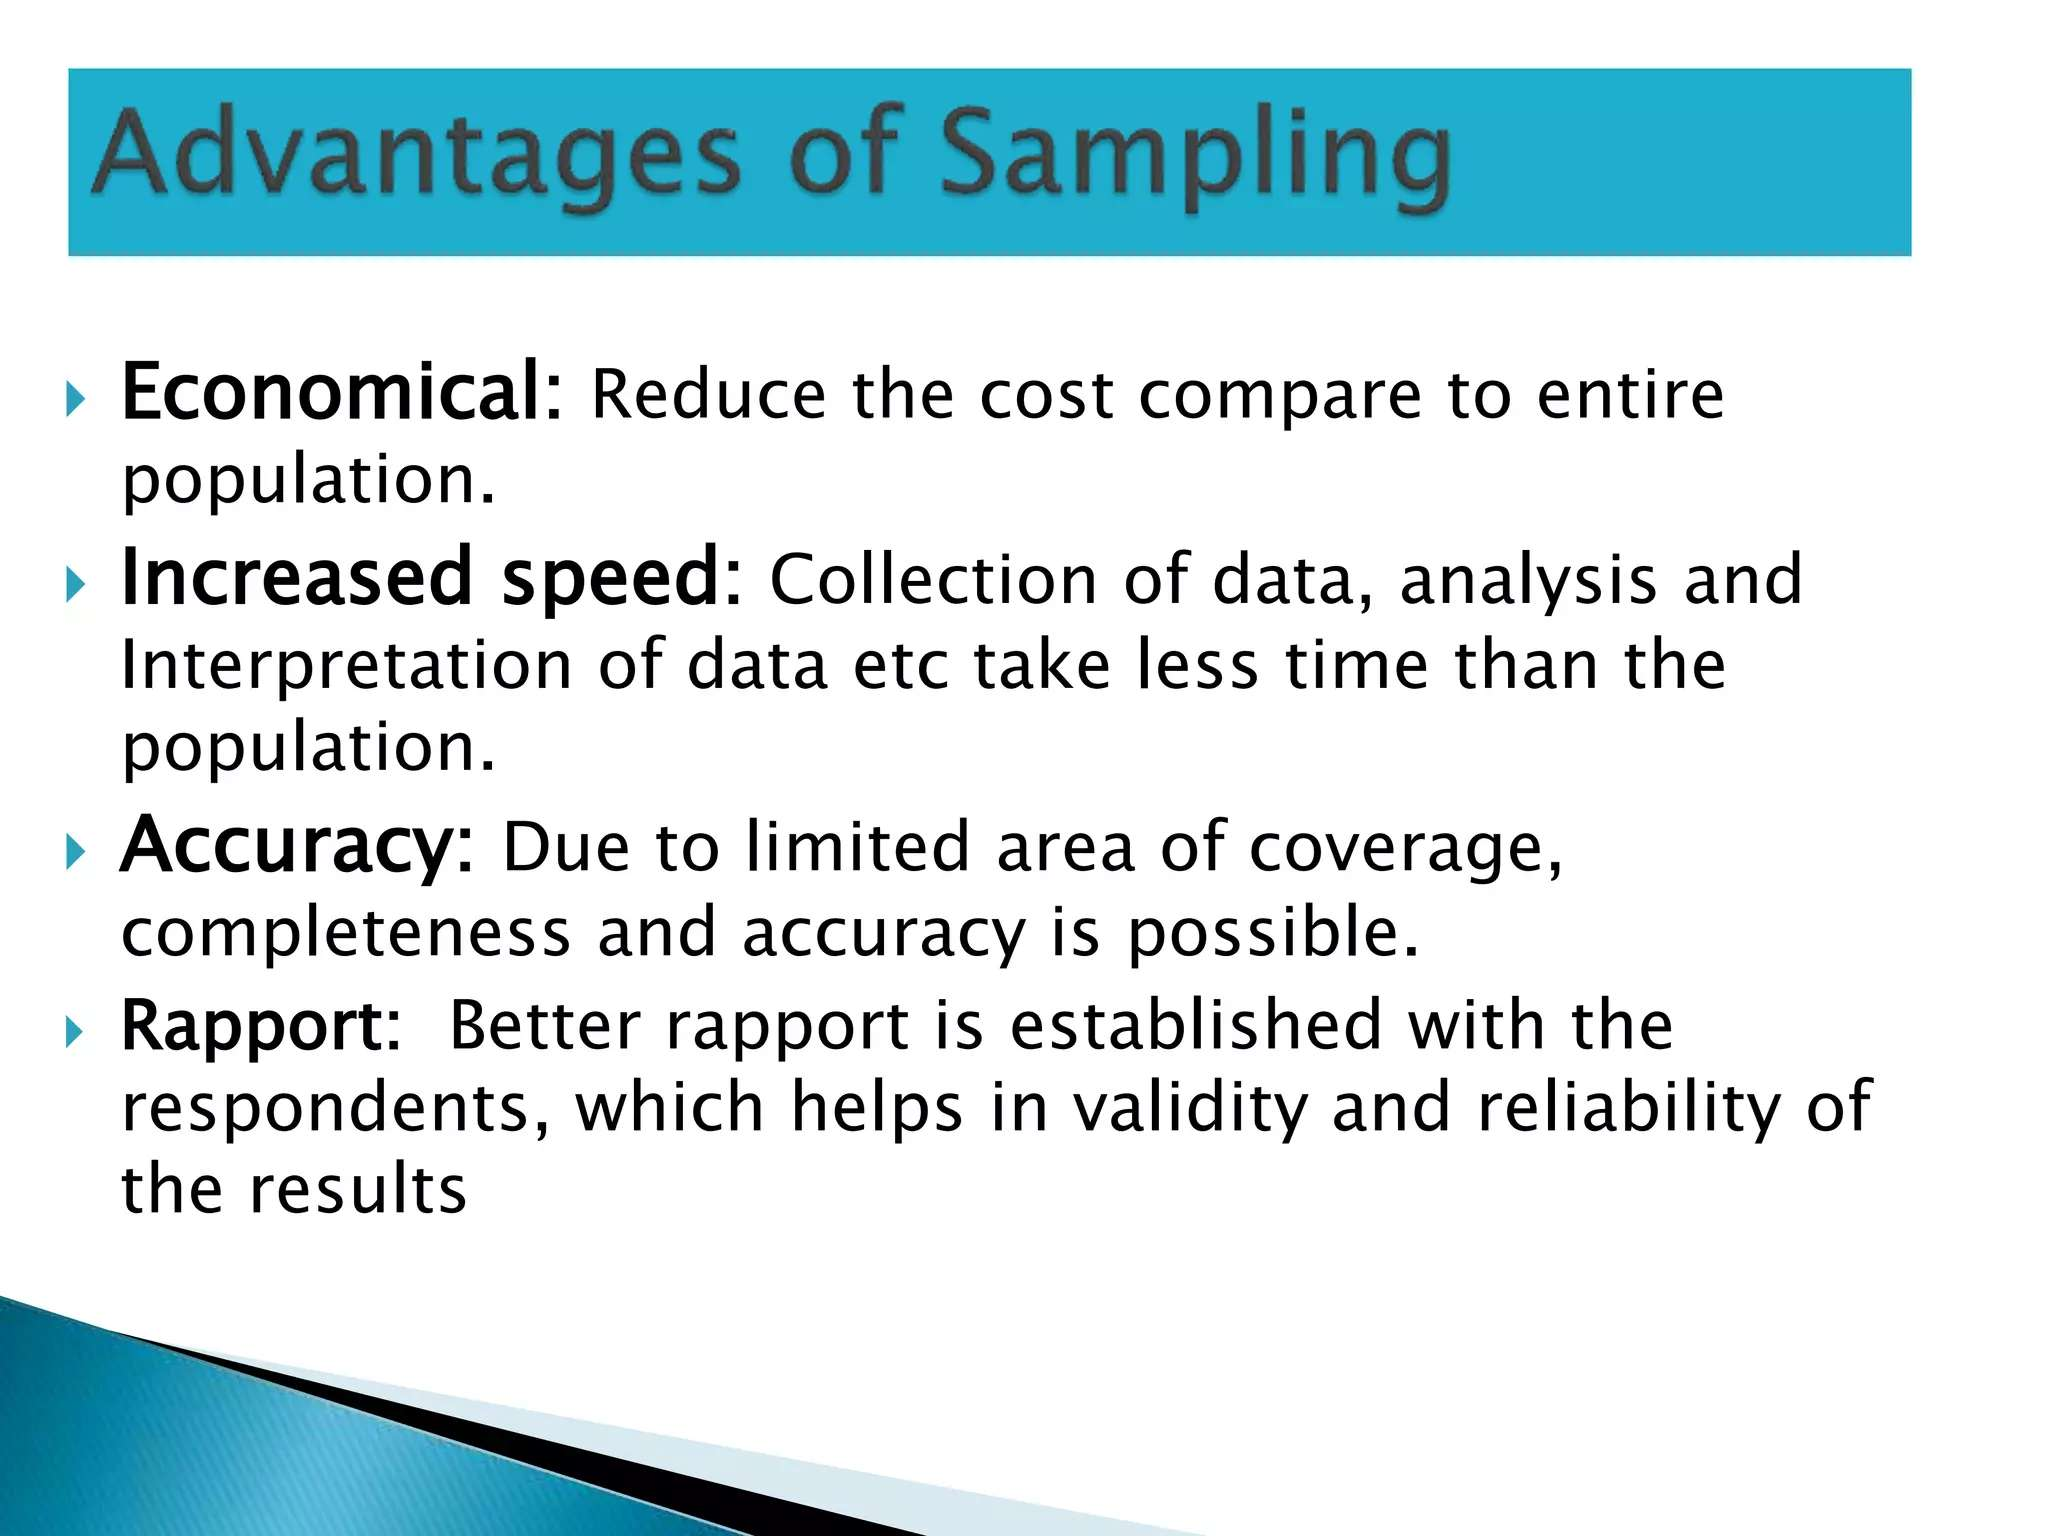 Advantages of Sampling
Economical: Reduce the cost compare to entire
population.
Increased speed: Collection of data, analysis and
Interpretation of data etc take less time than the
population.
Accuracy: Due to limited area of coverage,
completeness and accuracy is possible.
Rapport: Better rapport is established with the
respondents, which helps in validity and reliability of
the results